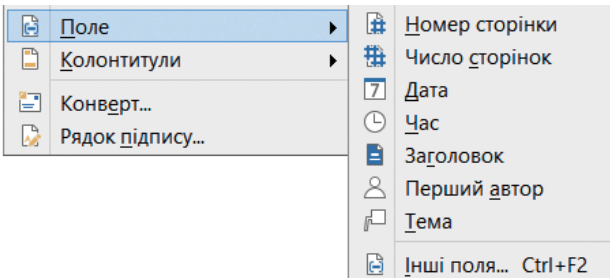 Поле
Колонтитули
Конверт...
Рядок підпису...
Номер сторінки
Число сторінок
7 Дата
Час
Заголовок
Перший автор
Тема
Інші поля... Ctrl+F2